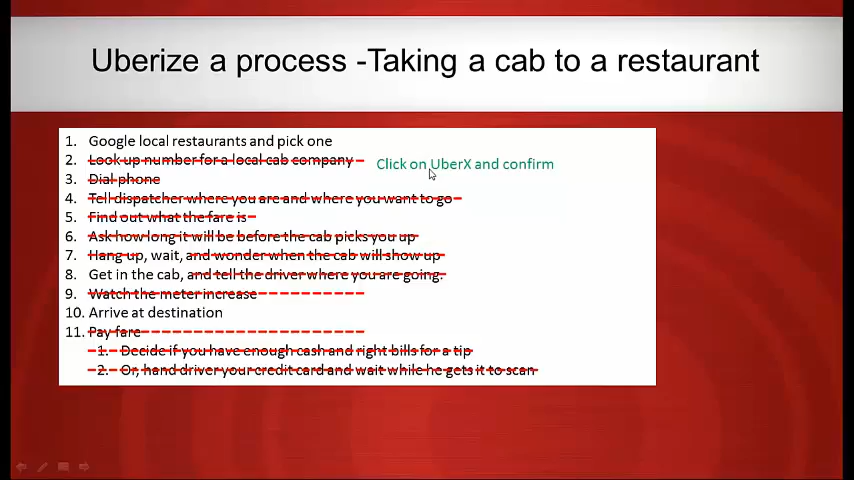 Uberize a process -Taking a cab to a restaurant
1. Google local restaurants and pick one
2. Look up number for a local cab company Click on UberX and confirm
3. Dial phone
4. Tell dispatcher where you are and where you want to go
5. Find out what the fare is
6. Ask how long it will be before the cab picks you up
7. Hang up, wait, and wonder when the cab will show up
8. Get in the cab, and tell the driver where you are going.
9. Watch the meter increase
10. Arrive at destination
11. Pay fare
1. Decide if you have enough cash and right bills for a tip
2. Or, hand driver your credit card and wait while he gets it to scan